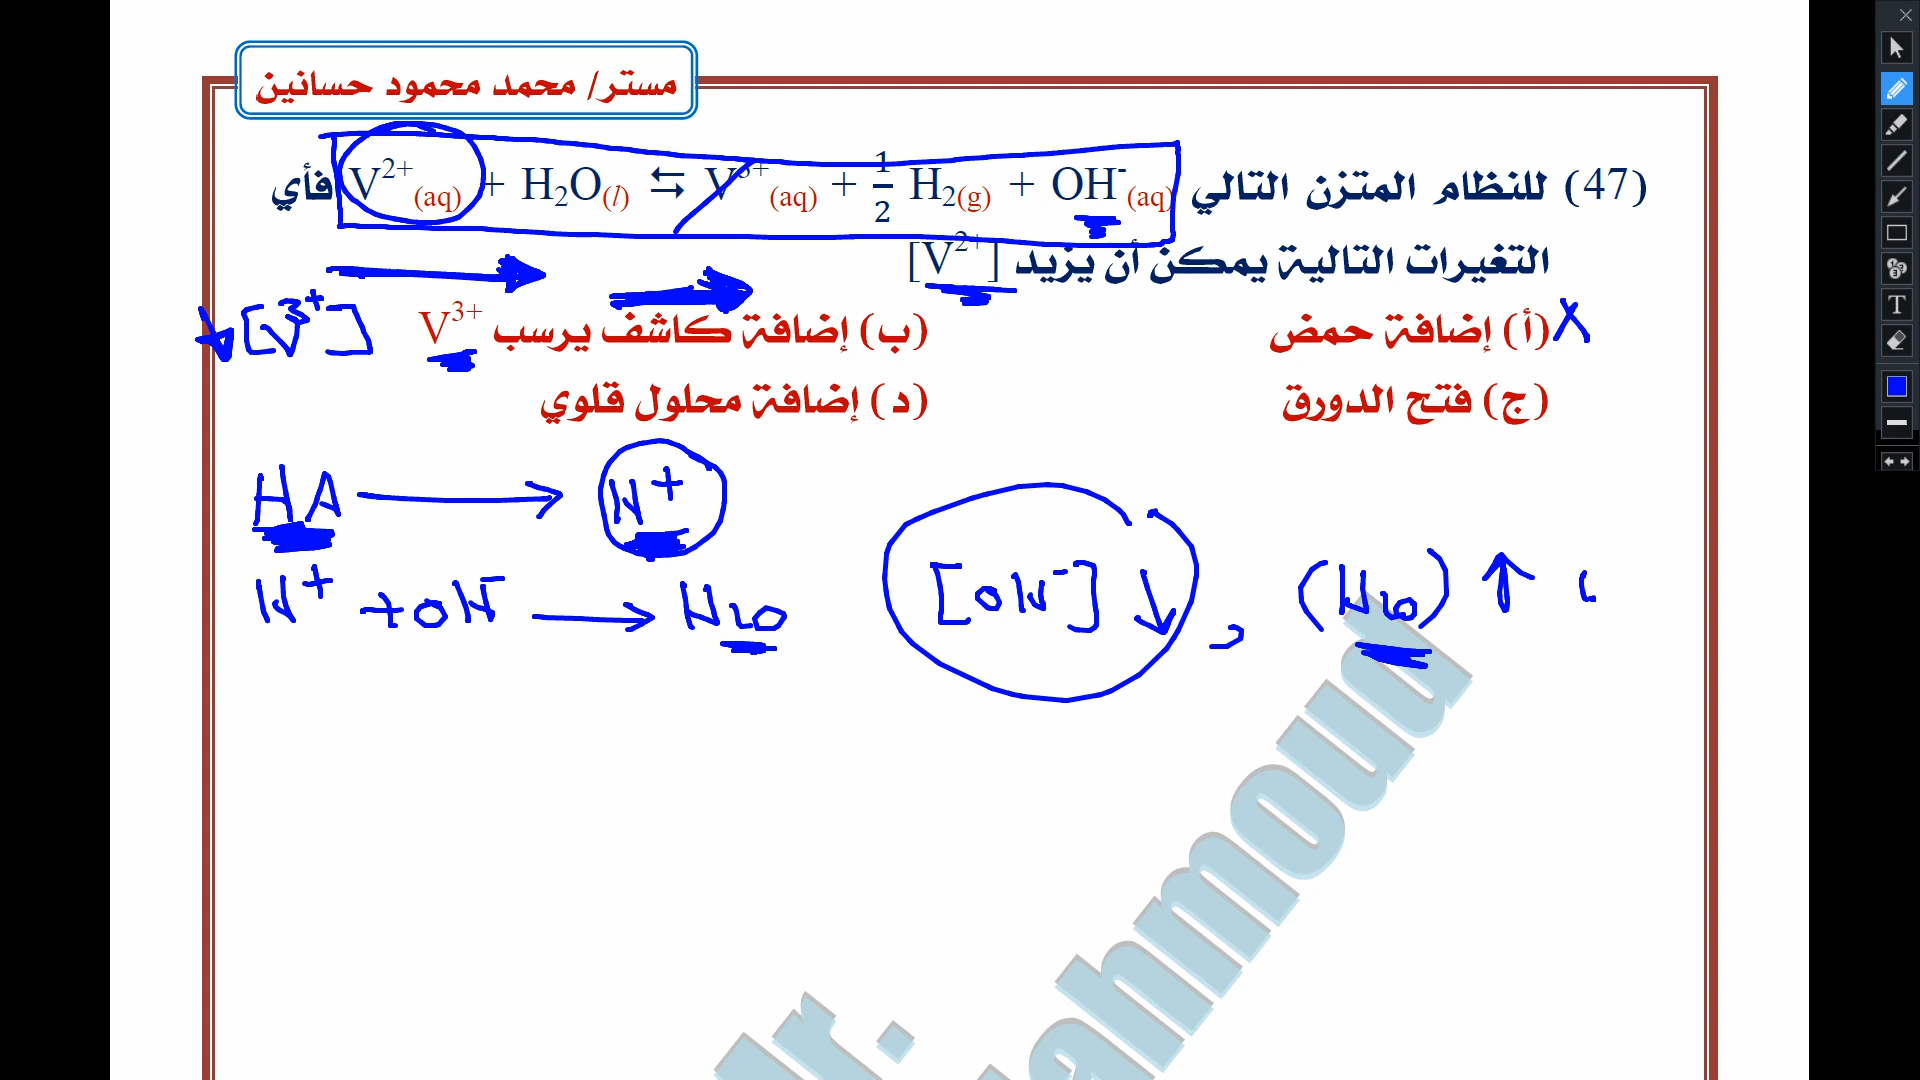 مستر/ محمد محمود حسانين
(47) للنظام المتزن التالي V²⁺(aq) + H₂O(l) ⇆ V³⁺(aq) + ½ H₂(g) + OH⁻(aq) فأي
التغيرات التالية يمكن أن يزيد [V²⁺]
(أ) إضافة حمض (ب) إضافة كاشف يرسب V³⁺
↓ [V³⁺]
X
(ج) فتح الدورق (د) إضافة محلول قلوي
HA → H⁺
H⁺ + OH⁻ → H₂O [OH⁻] ↓ , (H₂O) ↑
Mr. Mahmoud